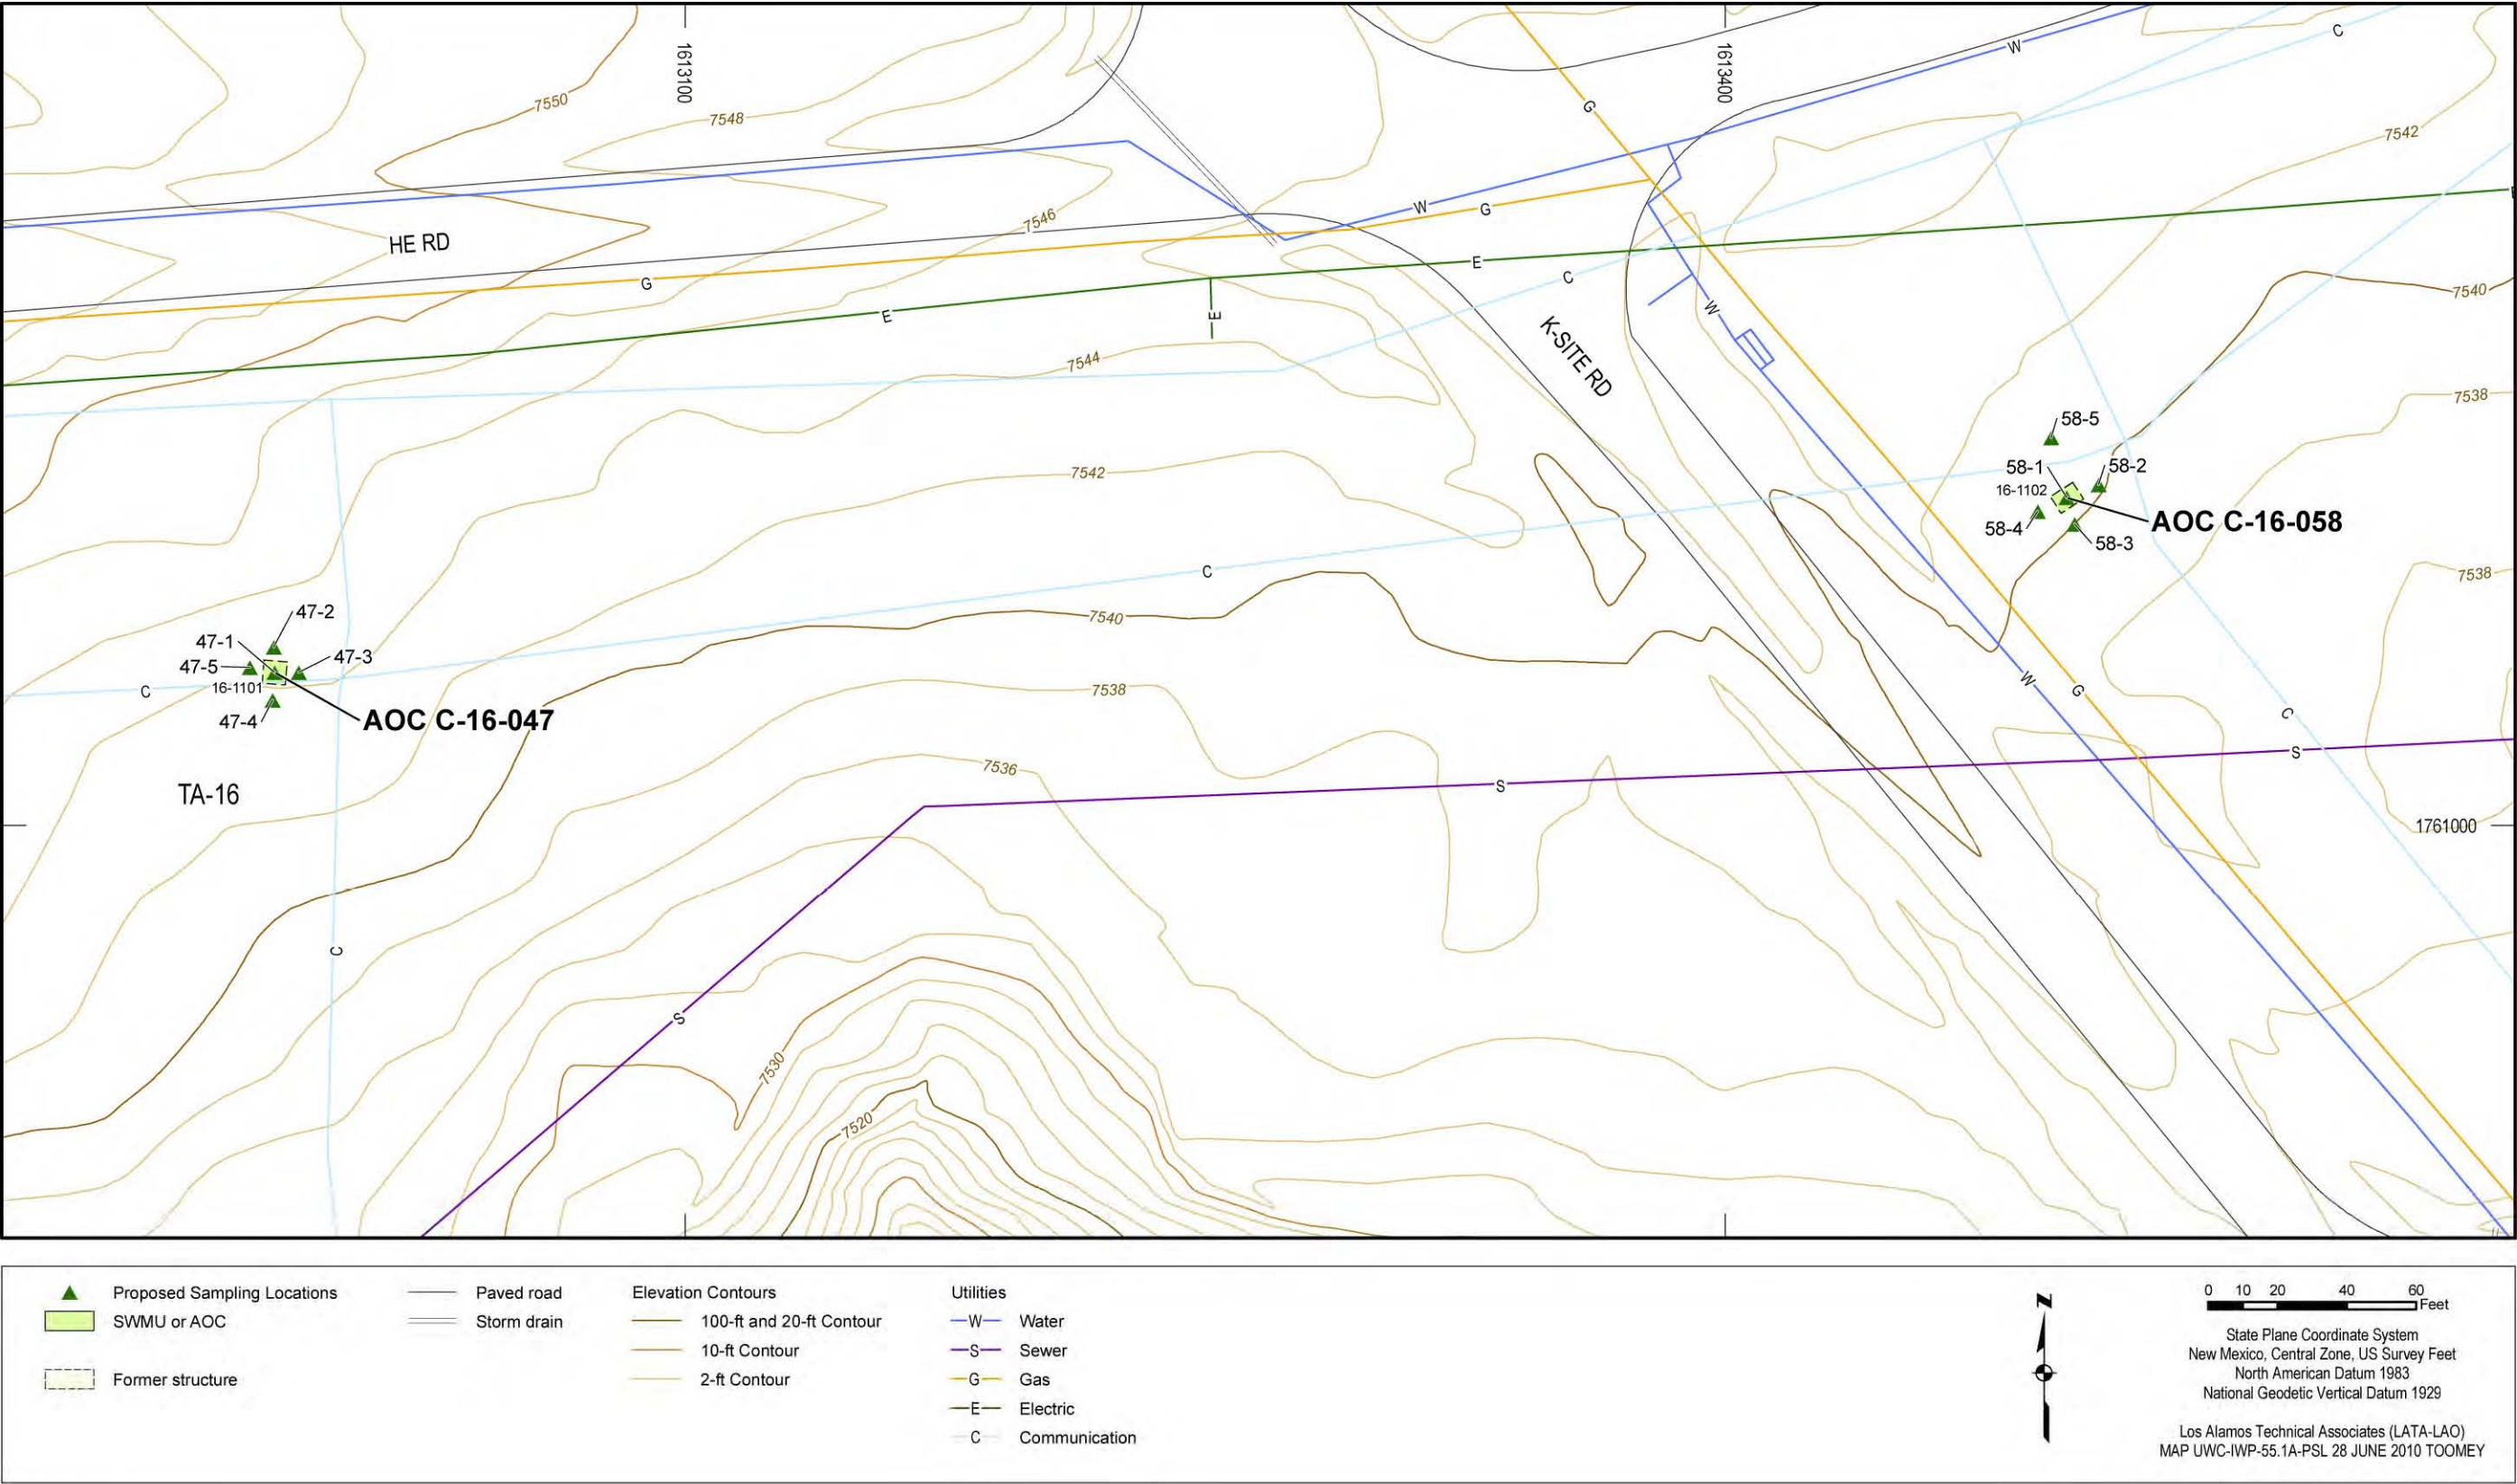 1613100
1613400
C
W
7550
G
7548
7542
W
G
7546
HE RD
E
C
G
7540
E
E
W
K-SITE RD
7544
7538
58-5
58-1
58-2
7542
16-1102
AOC C-16-058
58-4
58-3
C
7538
47-2
7540
47-1
47-3
47-5
W
16-1101
C
G
7538
C
47-4
AOC C-16-047
S
7536
S
TA-16
1761000
C
S
7530
7520
Proposed Sampling Locations
SWMU or AOC
Former structure
Paved road
Storm drain
Elevation Contours
100-ft and 20-ft Contour
10-ft Contour
2-ft Contour
Utilities
W Water
S Sewer
G Gas
E Electric
C Communication
N
0 10 20 40 60
Feet
State Plane Coordinate System
New Mexico, Central Zone, US Survey Feet
North American Datum 1983
National Geodetic Vertical Datum 1929
Los Alamos Technical Associates (LATA-LAO)
MAP UWC-IWP-55.1A-PSL 28 JUNE 2010 TOOMEY